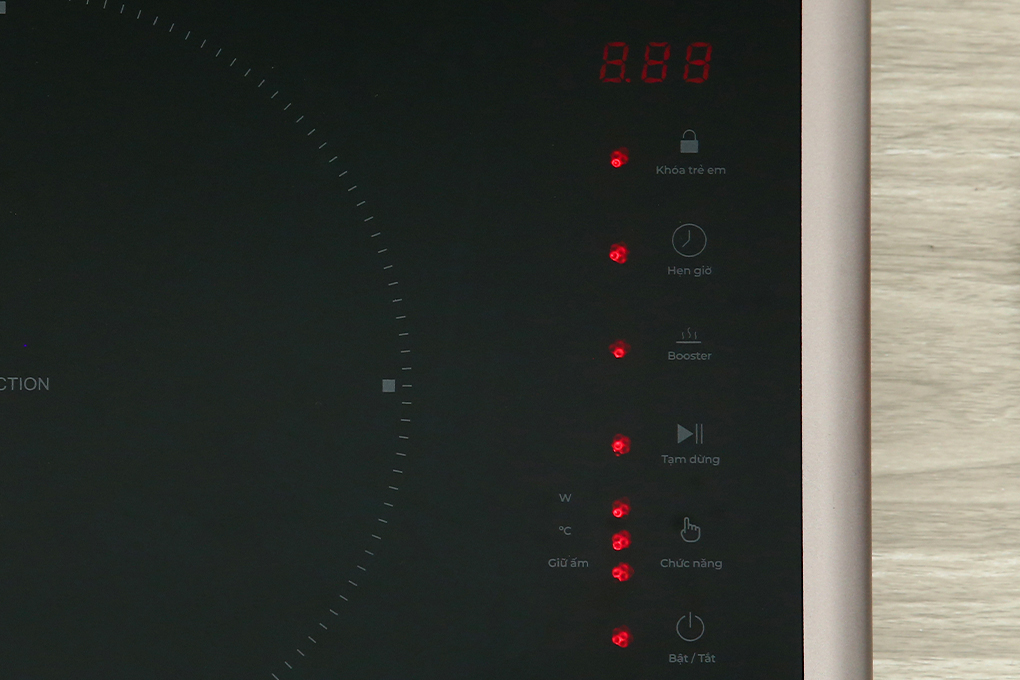 8.88
Khóa trẻ em
Hẹn giờ
CTION
Booster
Tạm dừng
W
°C
Giữ ấm
Chức năng
Bật / Tắt